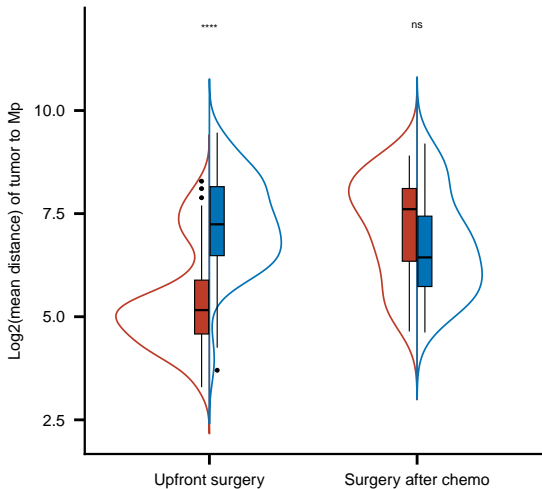 **** ns
Log2(mean distance) of tumor to Mp
10.0
7.5
5.0
2.5
Upfront surgery Surgery after chemo